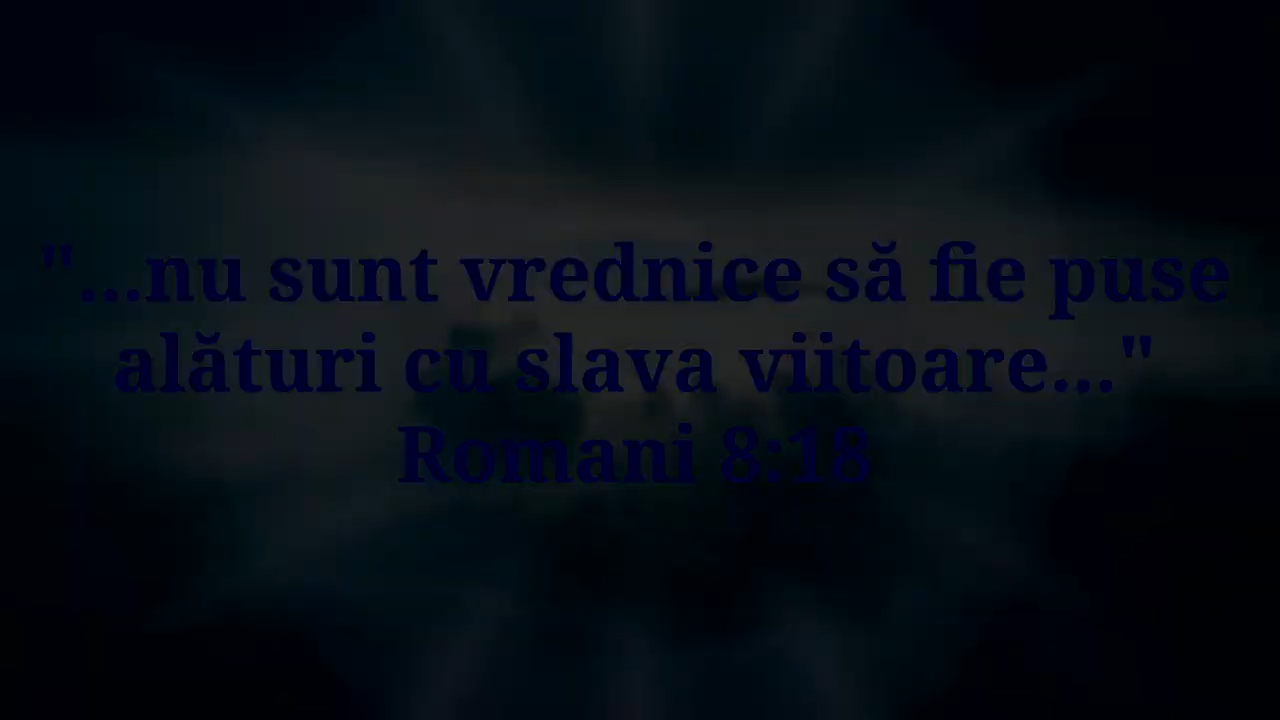 "...nu sunt vrednice să fie puse
alături cu slava viitoare..."
Romani 8:18